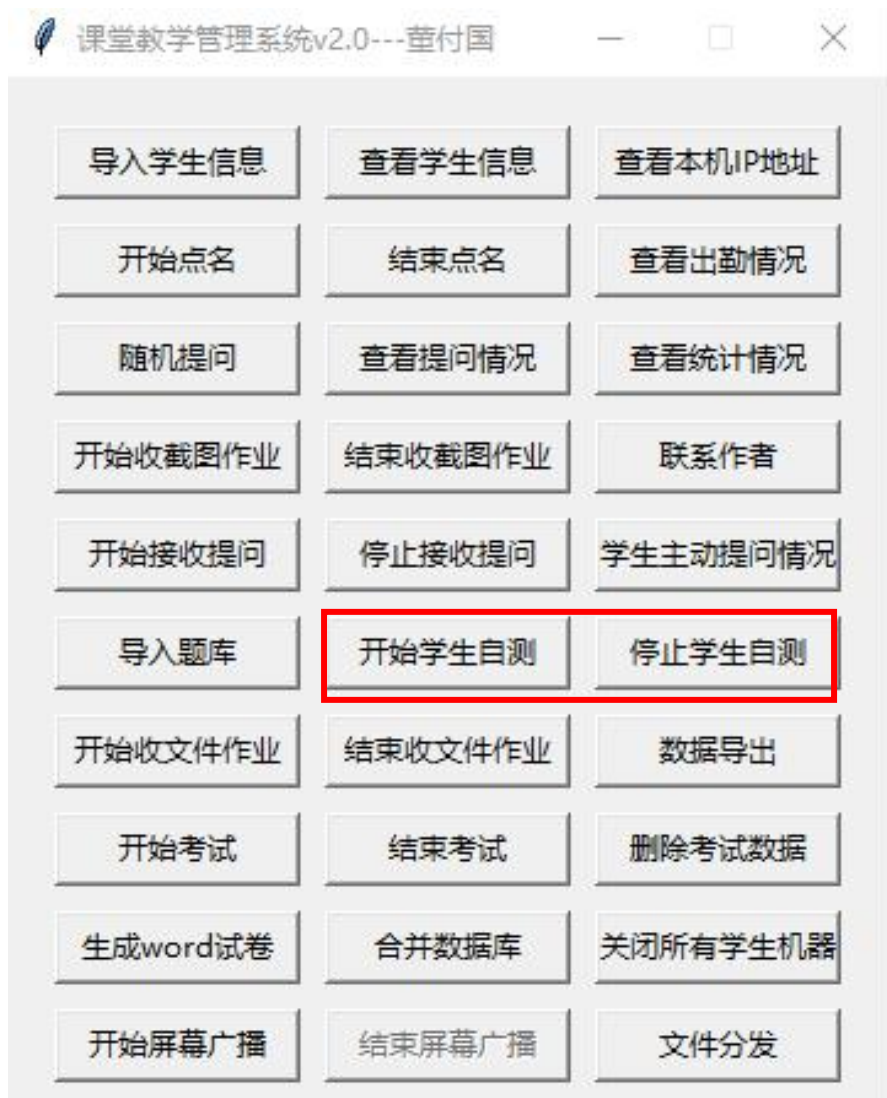 课堂教学管理系统v2.0---董付国
导入学生信息 查看学生信息 查看本机IP地址
开始点名 结束点名 查看出勤情况
随机提问 查看提问情况 查看统计情况
开始收截图作业 结束收截图作业 联系作者
开始接收提问 停止接收提问 学生主动提问情况
导入题库 开始学生自测 停止学生自测
开始收文件作业 结束收文件作业 数据导出
开始考试 结束考试 删除考试数据
生成word试卷 合并数据库 关闭所有学生机器
开始屏幕广播 结束屏幕广播 文件分发